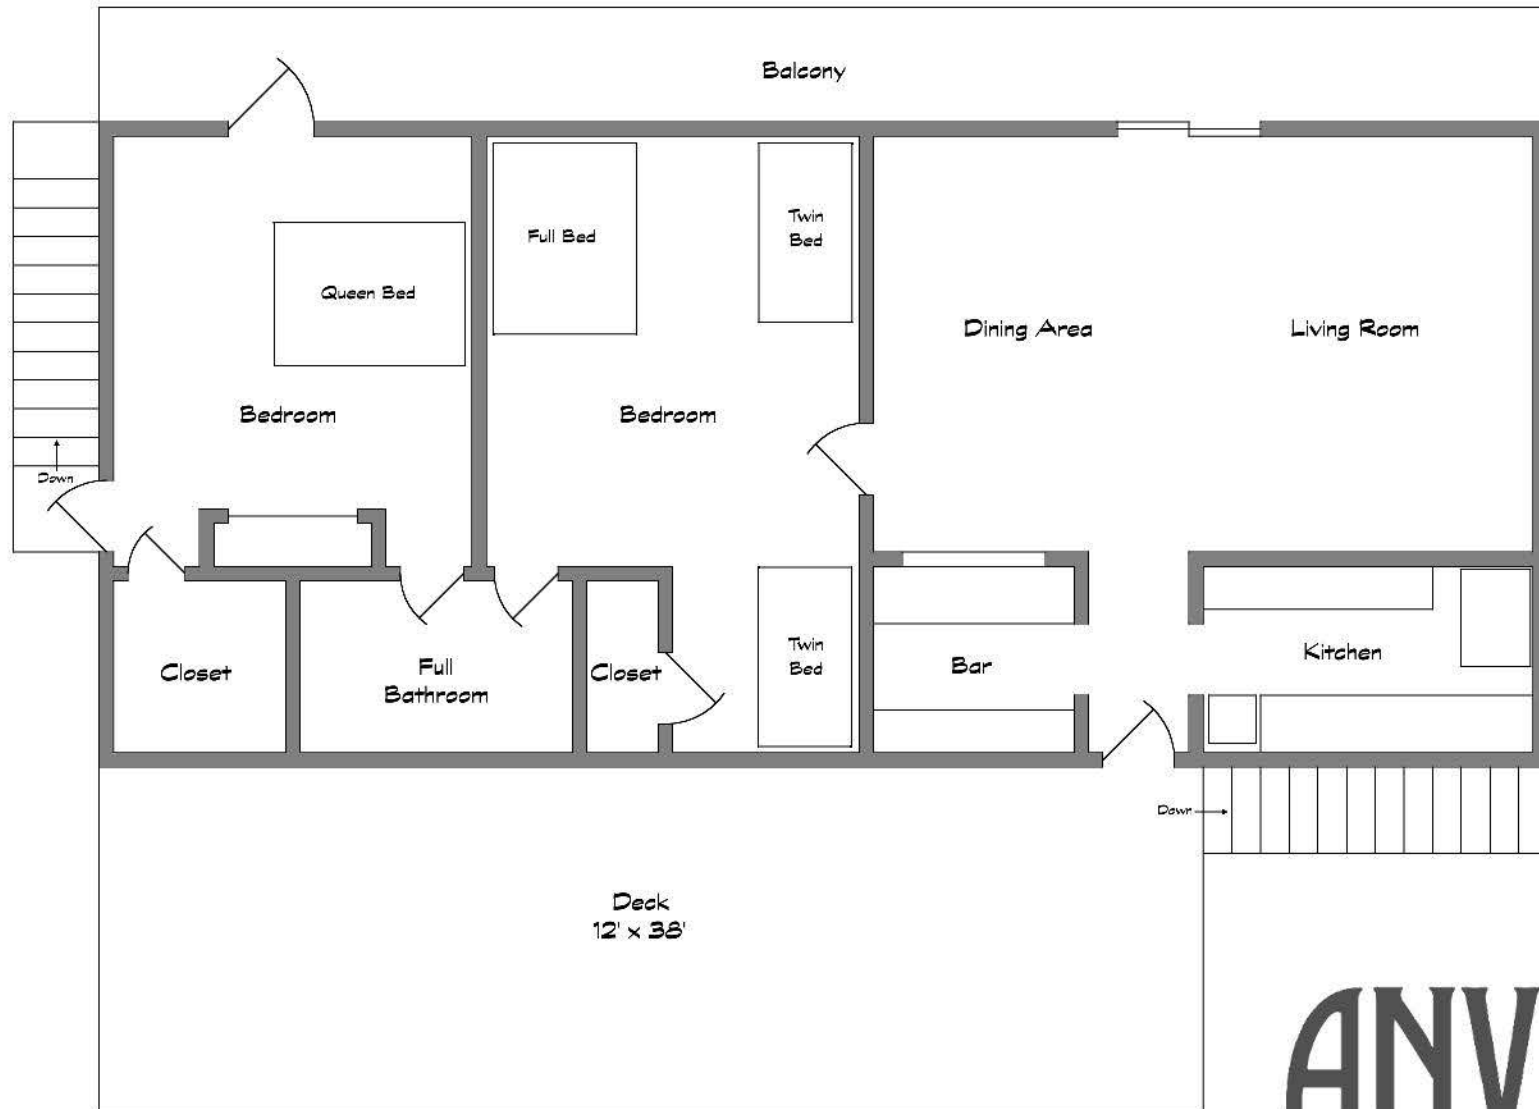 Balcony
Full Bed
Twin
Bed
Queen Bed
Dining Area
Living Room
Bedroom
Bedroom
Down
Closet
Full
Bathroom
Closet
Twin
Bed
Bar
Kitchen
Down
Deck
12' x 38'
ANV